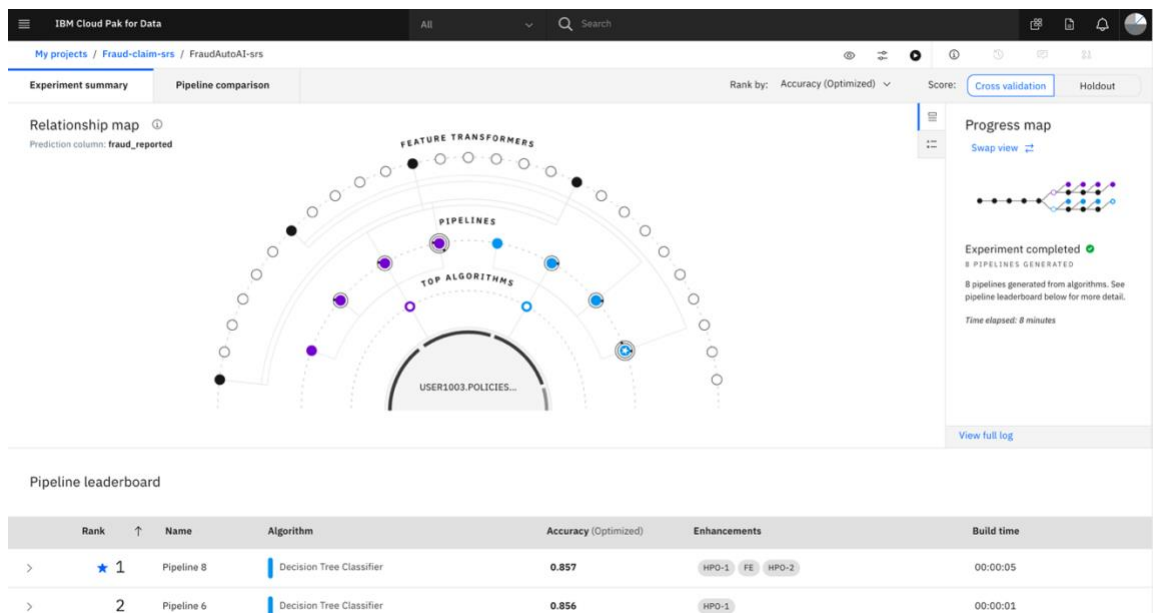 IBM Cloud Pak for Data
All
Search
My projects / Fraud-claim-srs / FraudAutoAI-srs
Experiment summary
Pipeline comparison
Rank by: Accuracy (Optimized)
Score: Cross validation Holdout
Relationship map
Prediction column: fraud_reported
FEATURE TRANSFORMERS
PIPELINES
TOP ALGORITHMS
USER1003.POLICIES...
Progress map
Swap view
Experiment completed
8 PIPELINES GENERATED
8 pipelines generated from algorithms. See
pipeline leaderboard below for more detail.
Time elapsed: 8 minutes
View full log
Pipeline leaderboard
Rank ↑ Name Algorithm Accuracy (Optimized) Enhancements Build time
1 Pipeline 8 Decision Tree Classifier 0.857 HPO-1 FE HPO-2 00:00:05
2 Pipeline 6 Decision Tree Classifier 0.856 HPO-1 00:00:01